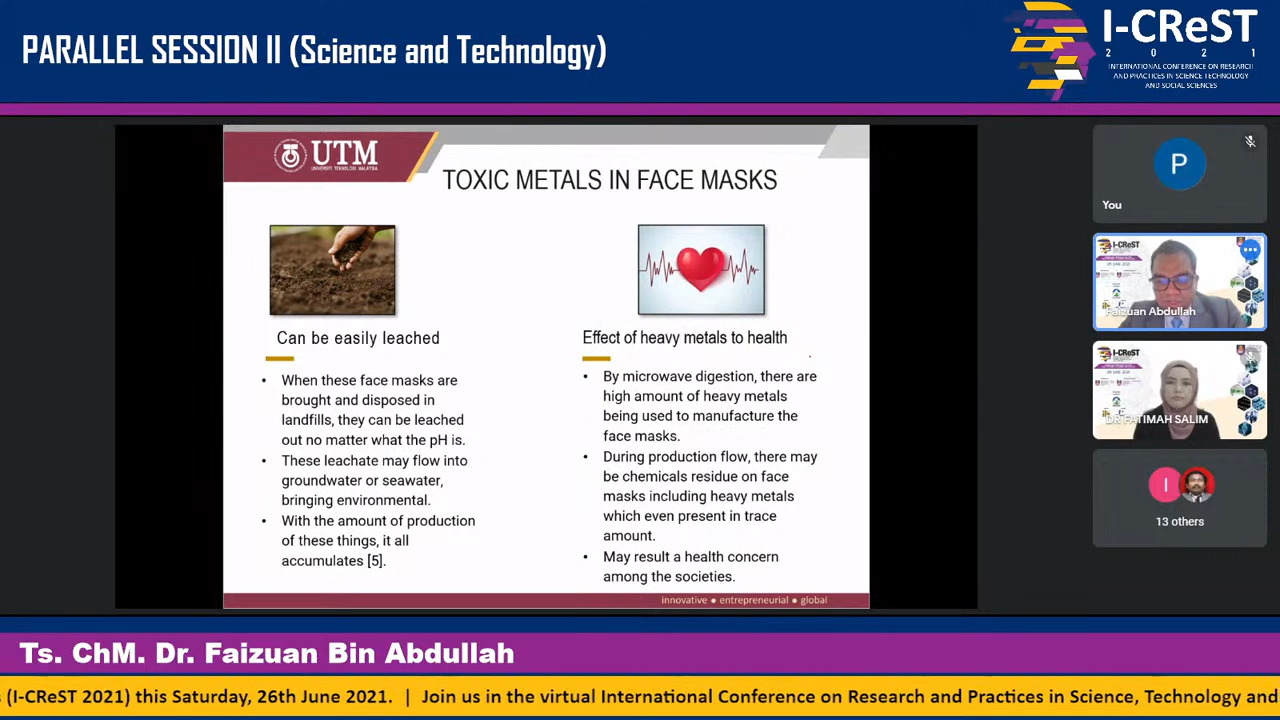 PARALLEL SESSION II (Science and Technology)
I-CReST
2 0 2 1
INTERNATIONAL CONFERENCE ON RESEARCH
AND PRACTICES IN SCIENCE TECHNOLOGY
AND SOCIAL SCIENCES
UTM
UNIVERSITI TEKNOLOGI MALAYSIA
TOXIC METALS IN FACE MASKS
Can be easily leached
• When these face masks are
brought and disposed in
landfills, they can be leached
out no matter what the pH is.
• These leachate may flow into
groundwater or seawater,
bringing environmental.
• With the amount of production
of these things, it all
accumulates [5].
Effect of heavy metals to health
• By microwave digestion, there are
high amount of heavy metals
being used to manufacture the
face masks.
• During production flow, there may
be chemicals residue on face
masks including heavy metals
which even present in trace
amount.
• May result a health concern
among the societies.
innovative ● entrepreneurial ● global
P
You
I-CReST
Faizuan Abdullah
I-CReST
DR FATIMAH SALIM
I
13 others
Ts. ChM. Dr. Faizuan Bin Abdullah
(I-CReST 2021) this Saturday, 26th June 2021. | Join us in the virtual International Conference on Research and Practices in Science, Technology and